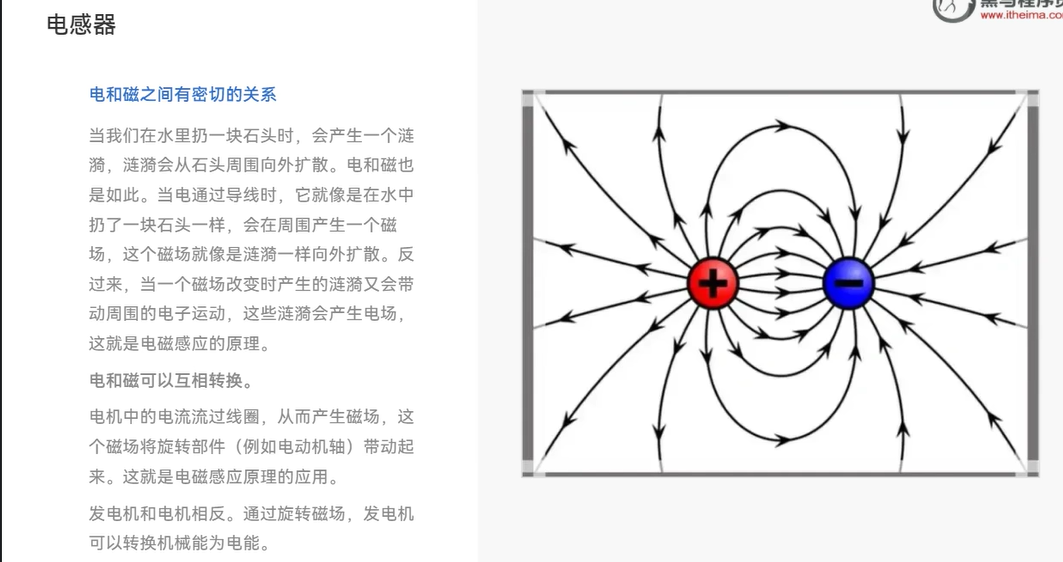 电感器
www.itheima.co
电和磁之间有密切的关系
当我们在水里扔一块石头时，会产生一个涟
漪，涟漪会从石头周围向外扩散。电和磁也
是如此。当电通过导线时，它就像是在水中
扔了一块石头一样，会在周围产生一个磁
场，这个磁场就像是涟漪一样向外扩散。反
过来，当一个磁场改变时产生的涟漪又会带
动周围的电子运动，这些涟漪会产生电场，
这就是电磁感应的原理。
电和磁可以互相转换。
电机中的电流流过线圈，从而产生磁场，这
个磁场将旋转部件（例如电动机轴）带动起
来。这就是电磁感应原理的应用。
发电机和电机相反。通过旋转磁场，发电机
可以转换机械能为电能。
+ −